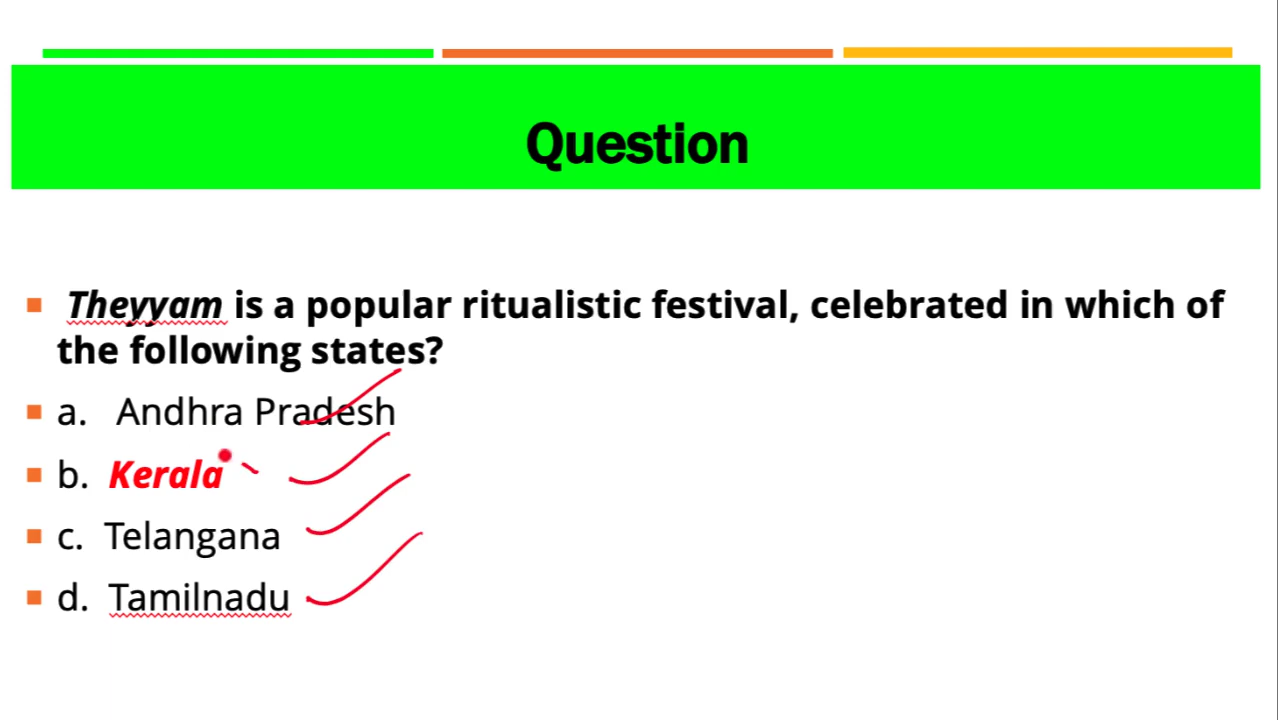 Question
Theyyam is a popular ritualistic festival, celebrated in which of
the following states?
a. Andhra Pradesh
b. Kerala
c. Telangana
d. Tamilnadu